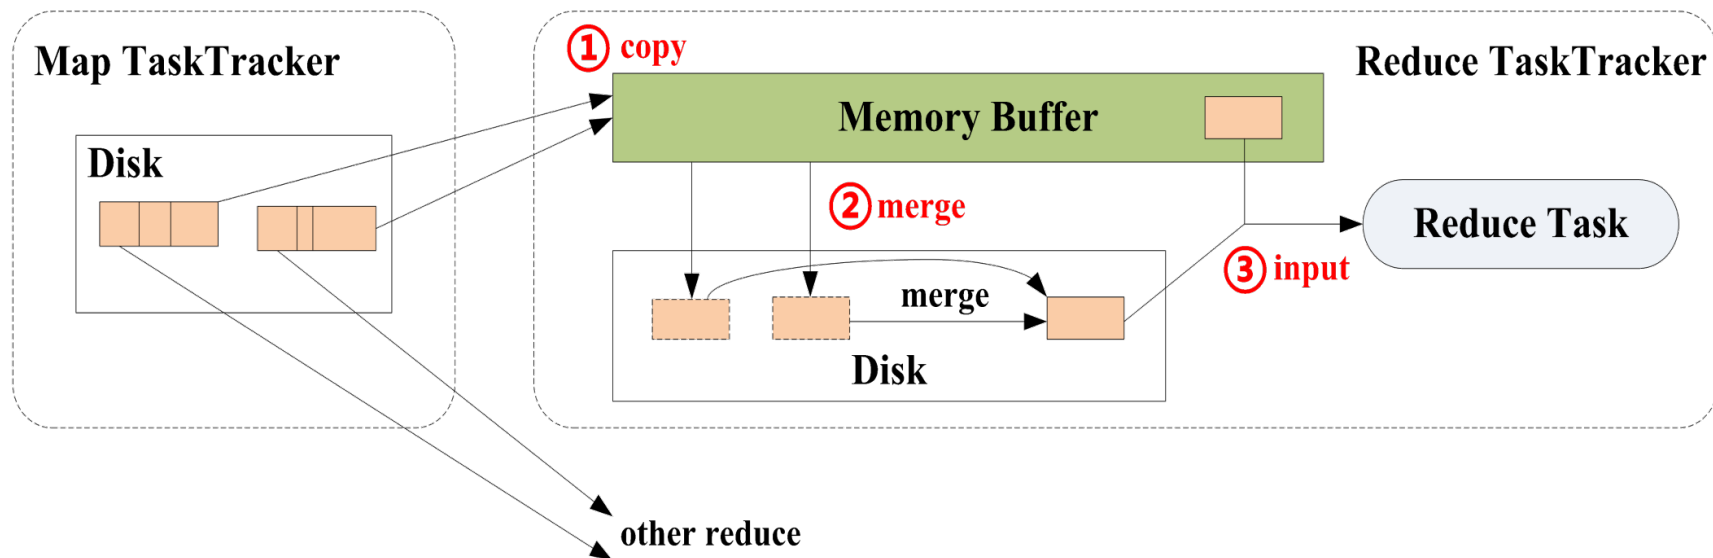 Map TaskTracker
Disk
① copy
Reduce TaskTracker
Memory Buffer
② merge
Reduce Task
③ input
merge
Disk
other reduce